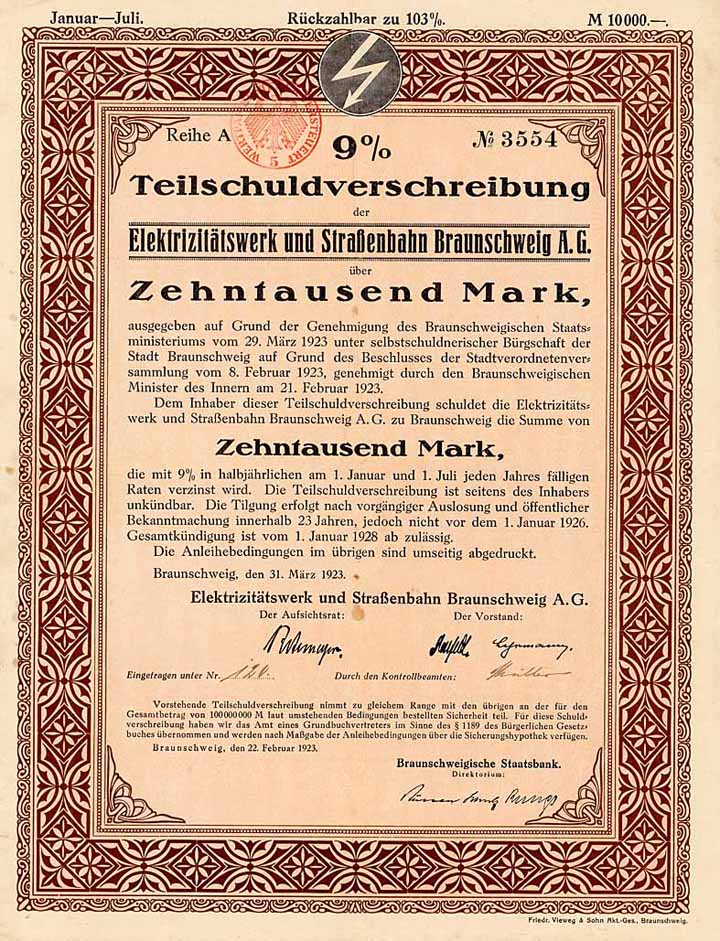 Januar—Juli.
Rückzahlbar zu 103%.
M 10000.—.
Reihe A
№ 3554
9%
Teilschuldverschreibung
der
Elektrizitätswerk und Straßenbahn Braunschweig A.G.
über
Zehntausend Mark,
ausgegeben auf Grund der Genehmigung des Braunschweigischen Staats-
ministeriums vom 29. März 1923 unter selbstschuldnerischer Bürgschaft der
Stadt Braunschweig auf Grund des Beschlusses der Stadtverordnetenver-
sammlung vom 8. Februar 1923, genehmigt durch den Braunschweigischen
Minister des Innern am 21. Februar 1923.
Dem Inhaber dieser Teilschuldverschreibung schuldet die Elektrizitäts-
werk und Straßenbahn Braunschweig A.G. zu Braunschweig die Summe von
Zehntausend Mark,
die mit 9% in halbjährlichen am 1. Januar und 1. Juli jeden Jahres fälligen
Raten verzinst wird. Die Teilschuldverschreibung ist seitens des Inhabers
unkündbar. Die Tilgung erfolgt nach vorgängiger Auslosung und öffentlicher
Bekanntmachung innerhalb 23 Jahren, jedoch nicht vor dem 1. Januar 1926.
Gesamtkündigung ist vom 1. Januar 1928 ab zulässig.
Die Anleihebedingungen im übrigen sind umseitig abgedruckt.
Braunschweig, den 31. März 1923.
Elektrizitätswerk und Straßenbahn Braunschweig A.G.
Der Aufsichtsrat:
Der Vorstand:
Eingefragen unter Nr.
Durch den Kontrollbeamten: Müller
Vorstehende Teilschuldverschreibung nimmt zu gleichem Range mit den übrigen an der für den
Gesamtbetrag von 100000000 M laut umstehenden Bedingungen bestellten Sicherheit teil. Für diese Schuld-
verschreibung haben wir das Amt eines Grundbuchvertreters im Sinne des § 1189 des Bürgerlichen Gesetz-
buches übernommen und werden nach Maßgabe der Anleihebedingungen über die Sicherungshypothek verfügen.
Braunschweig, den 22. Februar 1923.
Braunschweigische Staatsbank.
Direktorium:
Friedr. Vieweg & Sohn Akt.-Ges., Braunschweig.